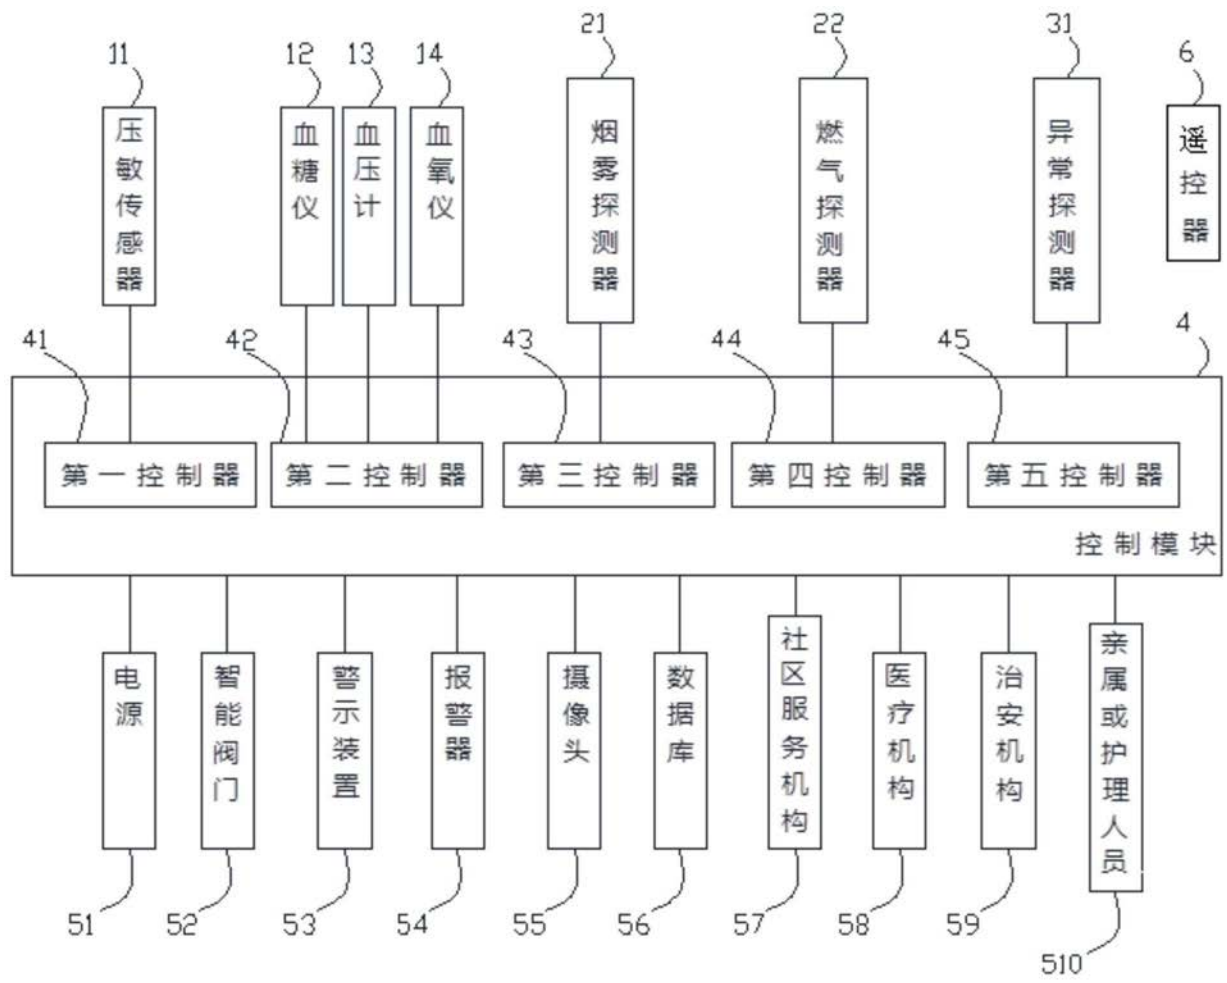 11
12
13
14
21
22
31
6
压敏传感器
血糖仪
血压计
血氧仪
烟雾探测器
燃气探测器
异常探测器
遥控器
41
42
43
44
45
4
第一控制器
第二控制器
第三控制器
第四控制器
第五控制器
控制模块
电源
智能阀门
警示装置
报警器
摄像头
数据库
社区服务机构
医疗机构
治安机构
亲属或护理人员
51
52
53
54
55
56
57
58
59
510